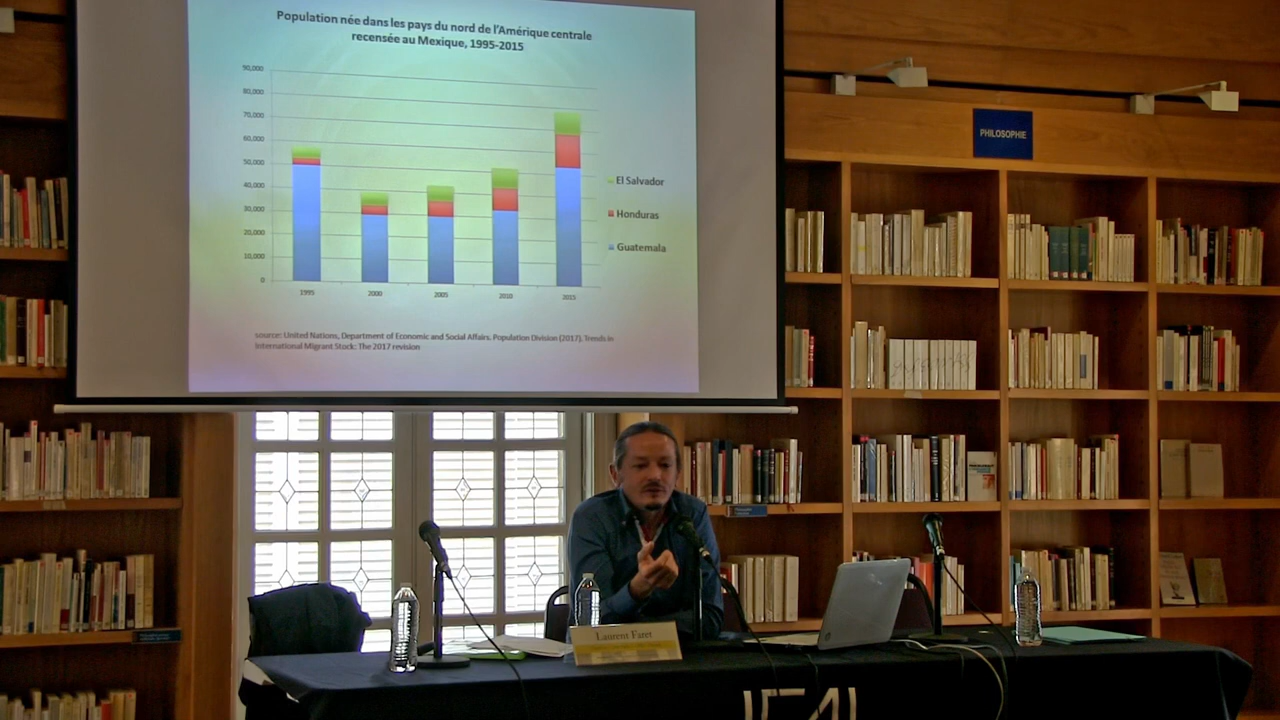 Population née dans les pays du nord de l'Amérique centrale
recensée au Mexique, 1995-2015
90,000
80,000
70,000
60,000
50,000
40,000
30,000
20,000
10,000
0
1995
2000
2005
2010
2015
El Salvador
Honduras
Guatemala
source: United Nations, Department of Economic and Social Affairs. Population Division (2017). Trends in
International Migrant Stock: The 2017 revision
PHILOSOPHIE
Laurent Faret